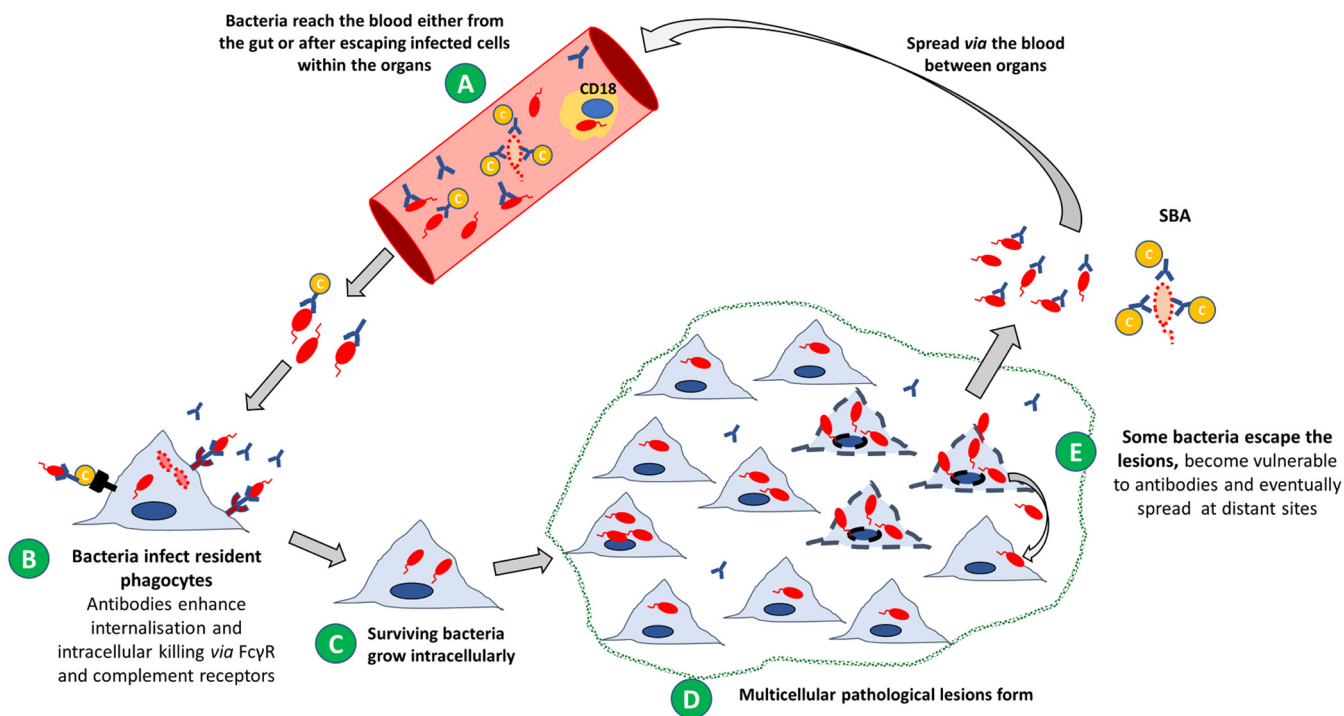 Bacteria reach the blood either from
the gut or after escaping infected cells
within the organs
A
CD18
C
C
C
C
Spread via the blood
between organs
SBA
C
C
C
C
C
B
Bacteria infect resident
phagocytes
Antibodies enhance
internalisation and
intracellular killing via FcγR
and complement receptors
C
Surviving bacteria
grow intracellularly
D
Multicellular pathological lesions form
E
Some bacteria escape the
lesions, become vulnerable
to antibodies and eventually
spread at distant sites